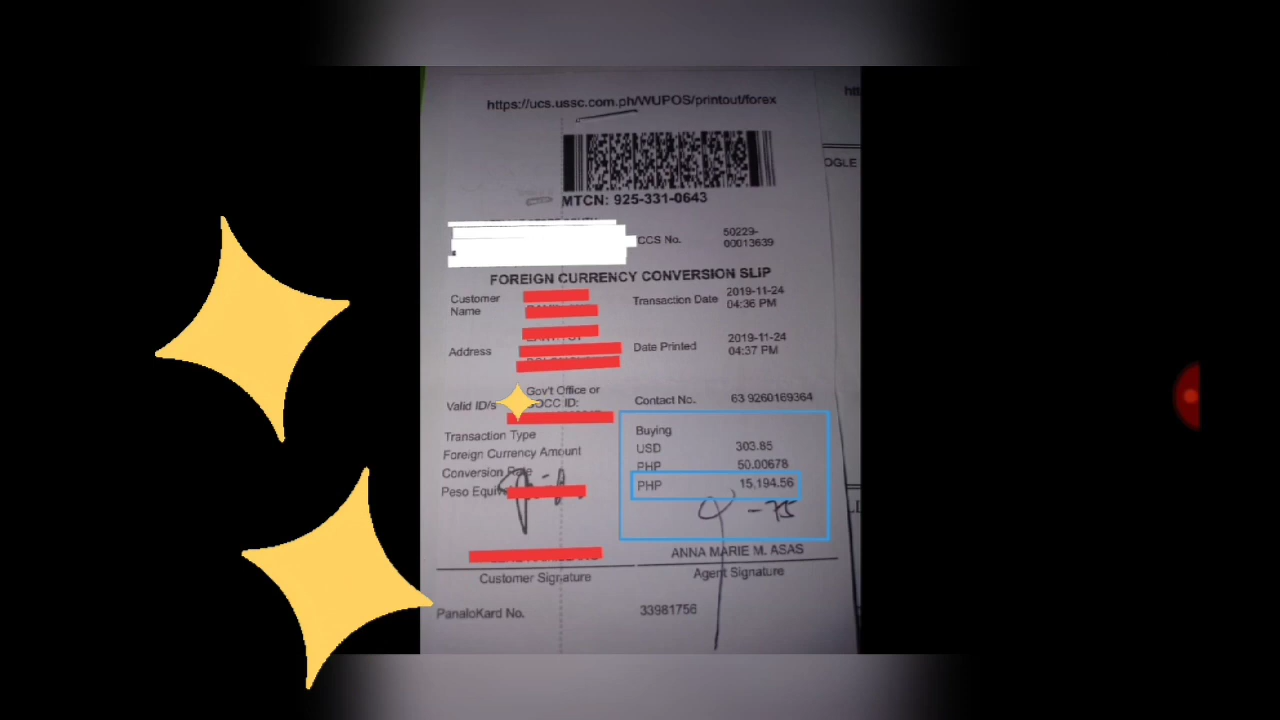 https://ucs.ussc.com.ph/WUPOS/printout/forex
MTCN: 925-331-0643
CCS No. 50229-
00013639
FOREIGN CURRENCY CONVERSION SLIP
Customer
Name
Transaction Date 2019-11-24
04:36 PM
Address
Date Printed 2019-11-24
04:37 PM
Valid ID/s
Gov't Office or
ID:
Contact No. 63 9260169364
Transaction Type Buying
Foreign Currency Amount USD 303.85
Conversion Rate PHP 50.00678
Peso PHP 15,194.56
-75
ANNA MARIE M. ASAS
Customer Signature Agent Signature
PanaloKard No. 33981756